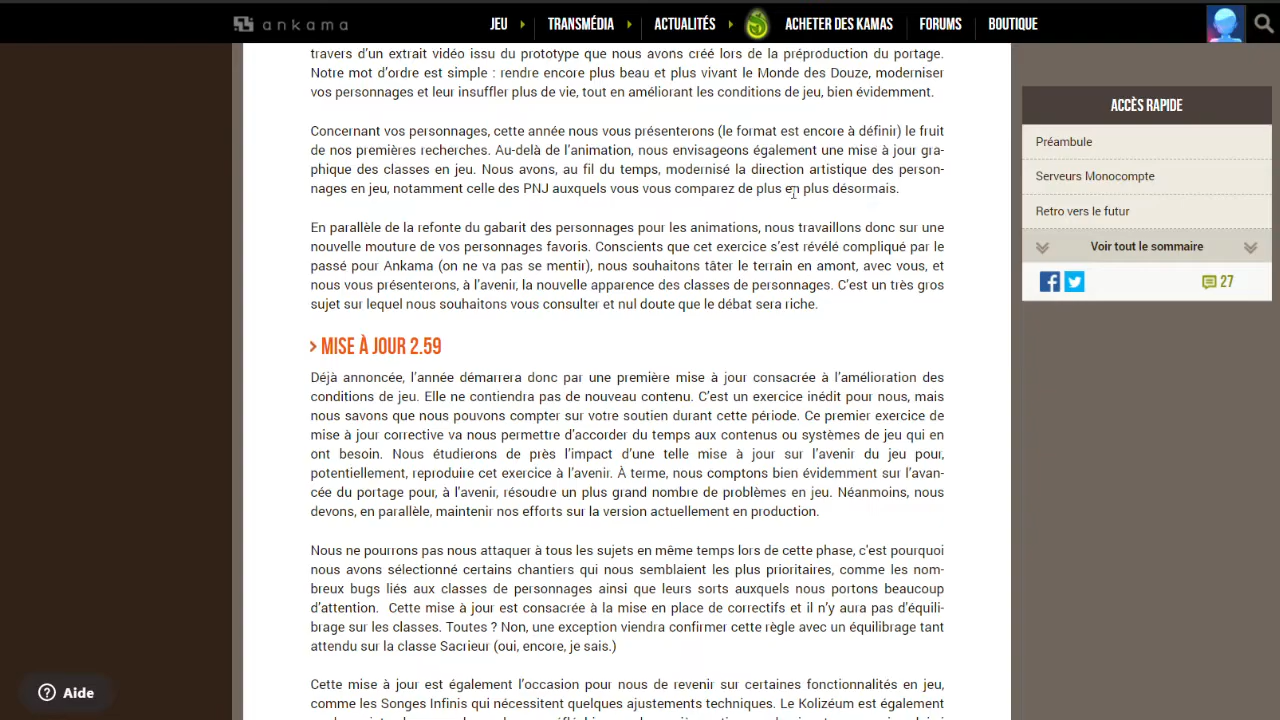 ankama
JEU
TRANSMÉDIA
ACTUALITÉS
ACHETER DES KAMAS
FORUMS
BOUTIQUE
travers d'un extrait vidéo issu du prototype que nous avons créé lors de la préproduction du portage.
Notre mot d'ordre est simple : rendre encore plus beau et plus vivant le Monde des Douze, moderniser
vos personnages et leur insuffler plus de vie, tout en améliorant les conditions de jeu, bien évidemment.
Concernant vos personnages, cette année nous vous présenterons (le format est encore à définir) le fruit
de nos premières recherches. Au-delà de l'animation, nous envisageons également une mise à jour gra-
phique des classes en jeu. Nous avons, au fil du temps, modernisé la direction artistique des person-
nages en jeu, notamment celle des PNJ auxquels vous vous comparez de plus en plus désormais.
En parallèle de la refonte du gabarit des personnages pour les animations, nous travaillons donc sur une
nouvelle mouture de vos personnages favoris. Conscients que cet exercice s'est révélé compliqué par le
passé pour Ankama (on ne va pas se mentir), nous souhaitons tâter le terrain en amont, avec vous, et
nous vous présenterons, à l'avenir, la nouvelle apparence des classes de personnages. C'est un très gros
sujet sur lequel nous souhaitons vous consulter et nul doute que le débat sera riche.
> MISE À JOUR 2.59
Déjà annoncée, l'année démarrera donc par une première mise à jour consacrée à l'amélioration des
conditions de jeu. Elle ne contiendra pas de nouveau contenu. C'est un exercice inédit pour nous, mais
nous savons que nous pouvons compter sur votre soutien durant cette période. Ce premier exercice de
mise à jour corrective va nous permettre d'accorder du temps aux contenus ou systèmes de jeu qui en
ont besoin. Nous étudierons de près l'impact d'une telle mise à jour sur l'avenir du jeu pour,
potentiellement, reproduire cet exercice à l'avenir. À terme, nous comptons bien évidemment sur l'avan-
cée du portage pour, à l'avenir, résoudre un plus grand nombre de problèmes en jeu. Néanmoins, nous
devons, en parallèle, maintenir nos efforts sur la version actuellement en production.
Nous ne pourrons pas nous attaquer à tous les sujets en même temps lors de cette phase, c'est pourquoi
nous avons sélectionné certains chantiers qui nous semblaient les plus prioritaires, comme les nom-
breux bugs liés aux classes de personnages ainsi que leurs sorts auxquels nous portons beaucoup
d'attention. Cette mise à jour est consacrée à la mise en place de correctifs et il n'y aura pas d'équili-
brage sur les classes. Toutes ? Non, une exception viendra confirmer cette règle avec un équilibrage tant
attendu sur la classe Sacrieur (oui, encore, je sais.)
Cette mise à jour est également l'occasion pour nous de revenir sur certaines fonctionnalités en jeu,
comme les Songes Infinis qui nécessitent quelques ajustements techniques. Le Kolizéum est également
ACCÈS RAPIDE
Préambule
Serveurs Monocompte
Retro vers le futur
Voir tout le sommaire
27
Aide